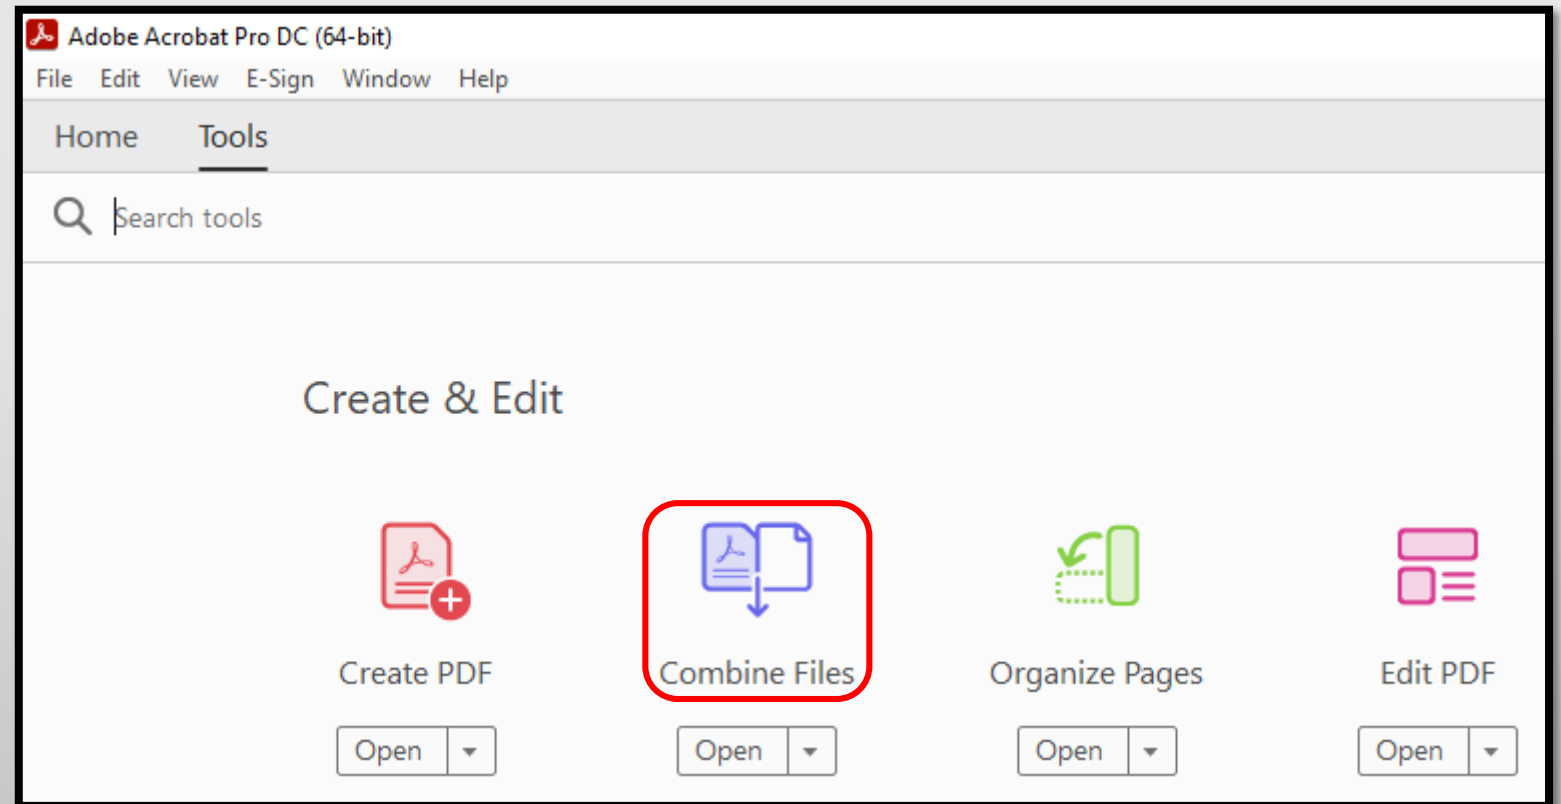 Adobe Acrobat Pro DC (64-bit)
File Edit View E-Sign Window Help
Home Tools
Search tools
Create & Edit
Create PDF Combine Files Organize Pages Edit PDF
Open Open Open Open